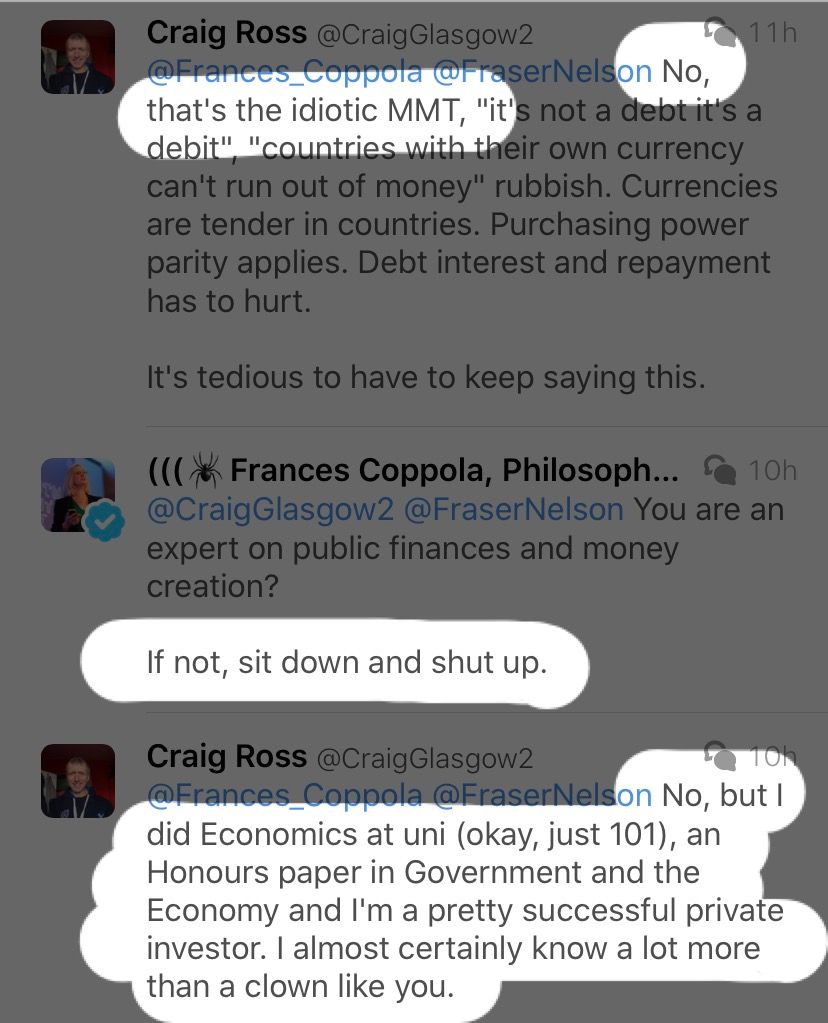 Craig Ross @CraigGlasgow2 11h
@Frances_Coppola @FraserNelson No,
that's the idiotic MMT, "it's not a debt it's a
debit", "countries with their own currency
can't run out of money" rubbish. Currencies
are tender in countries. Purchasing power
parity applies. Debt interest and repayment
has to hurt.
It's tedious to have to keep saying this.
(((🕷 Frances Coppola, Philosoph... 10h
@CraigGlasgow2 @FraserNelson You are an
expert on public finances and money
creation?
If not, sit down and shut up.
Craig Ross @CraigGlasgow2 10h
@Frances_Coppola @FraserNelson No, but I
did Economics at uni (okay, just 101), an
Honours paper in Government and the
Economy and I'm a pretty successful private
investor. I almost certainly know a lot more
than a clown like you.